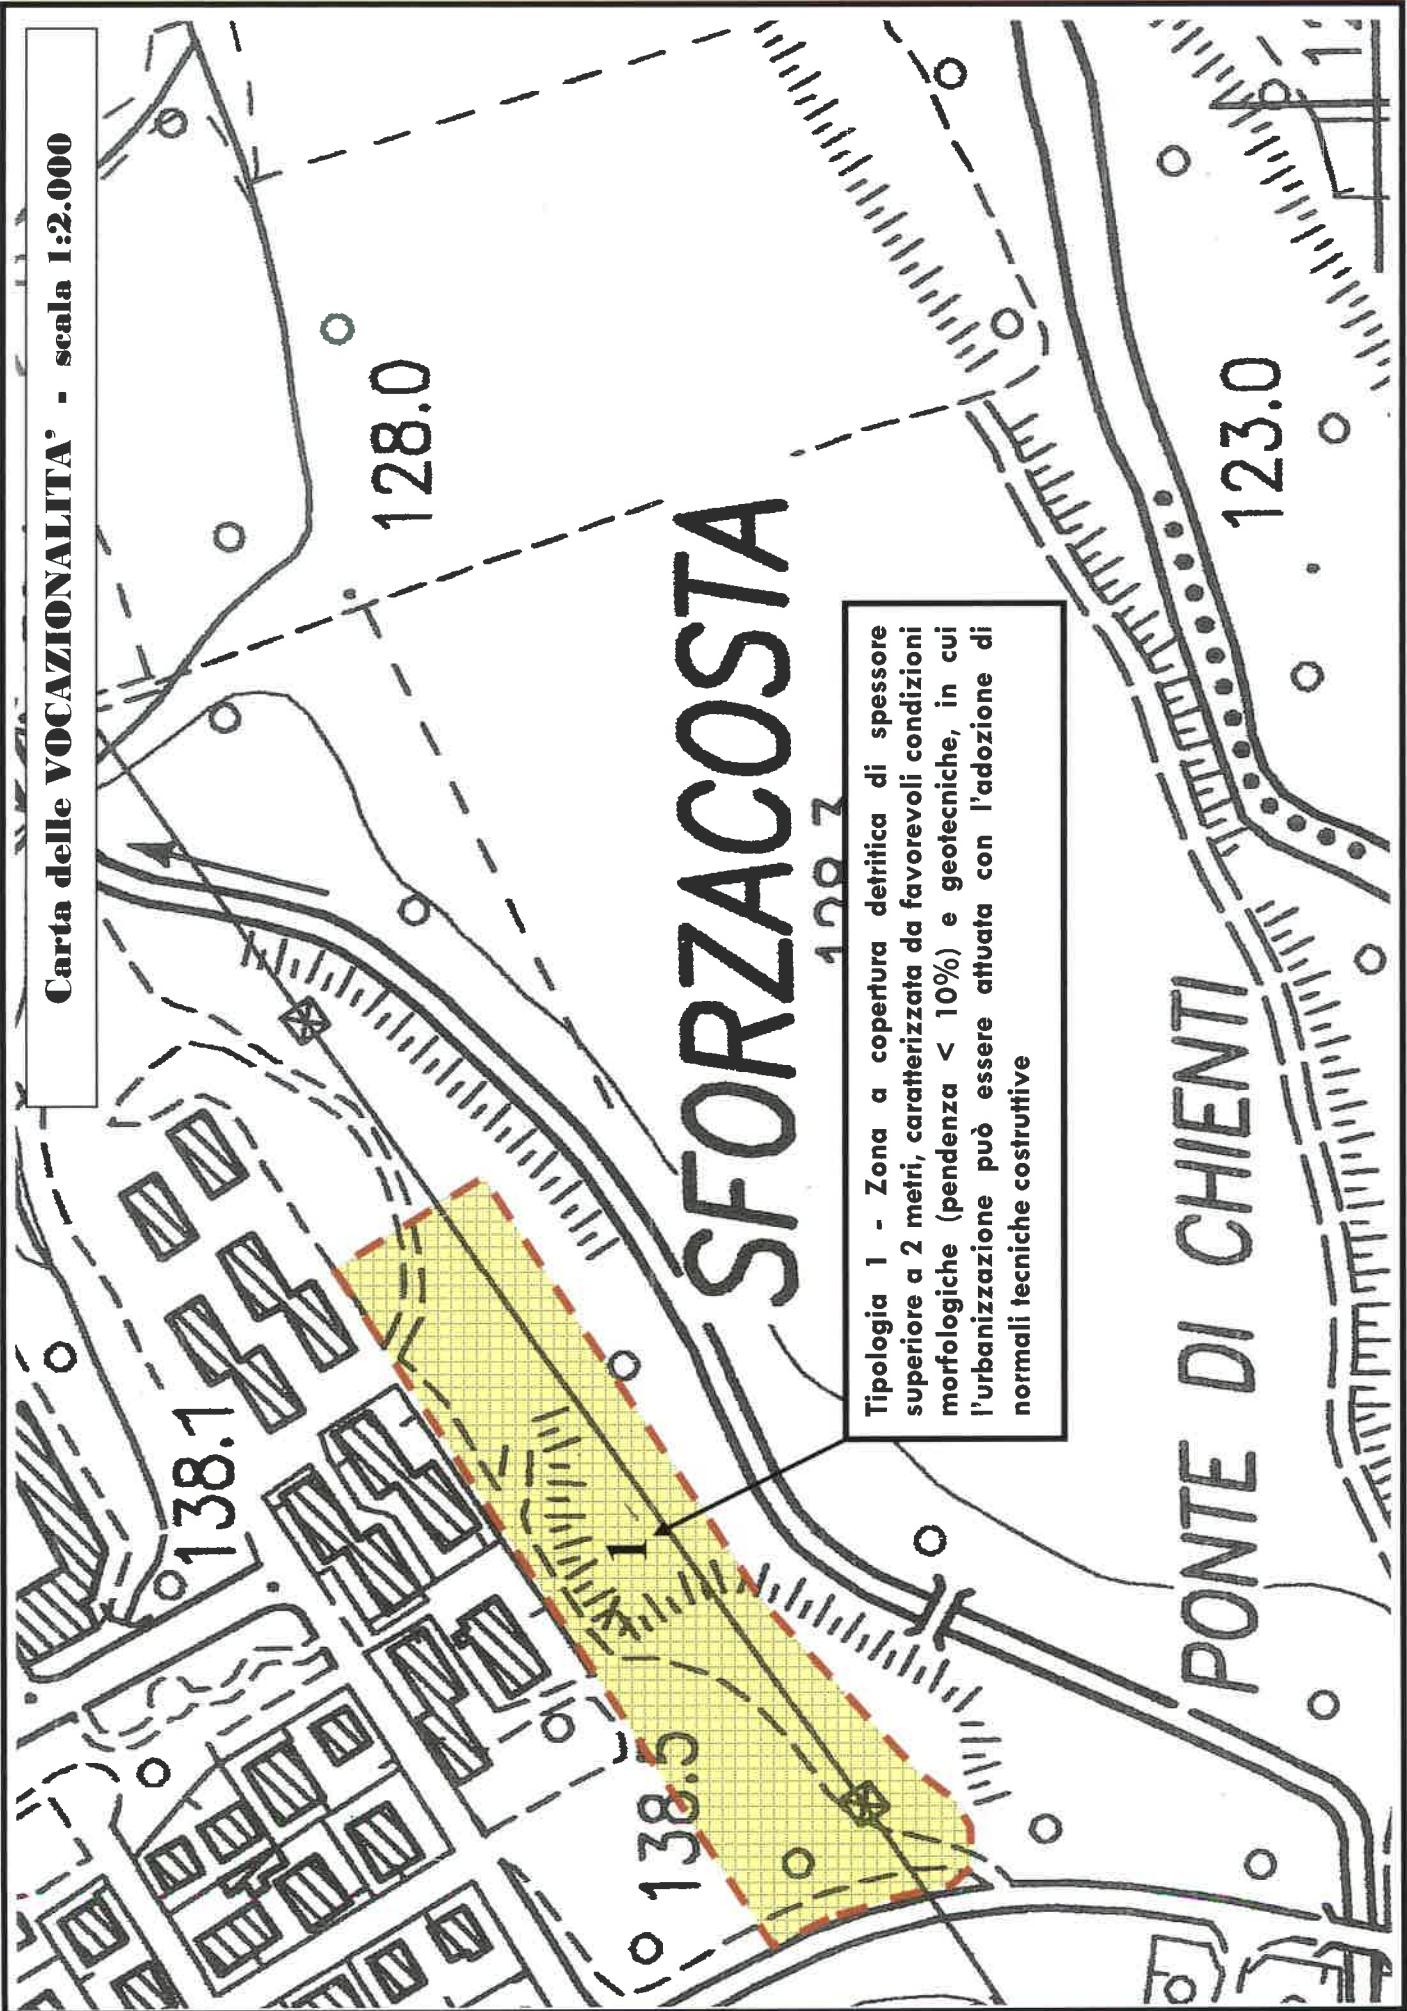 Carta delle VOCAZIONALITA' - scala 1:2.000
138.1
128.0
138.5
1
SFORZACOSTA
Tipologia 1 - Zona a copertura detritica di spessore
superiore a 2 metri, caratterizzata da favorevoli condizioni
morfologiche (pendenza < 10%) e geotecniche, in cui
l'urbanizzazione può essere attuata con l'adozione di
normali tecniche costruttive
PONTE DI CHIENTI
123.0